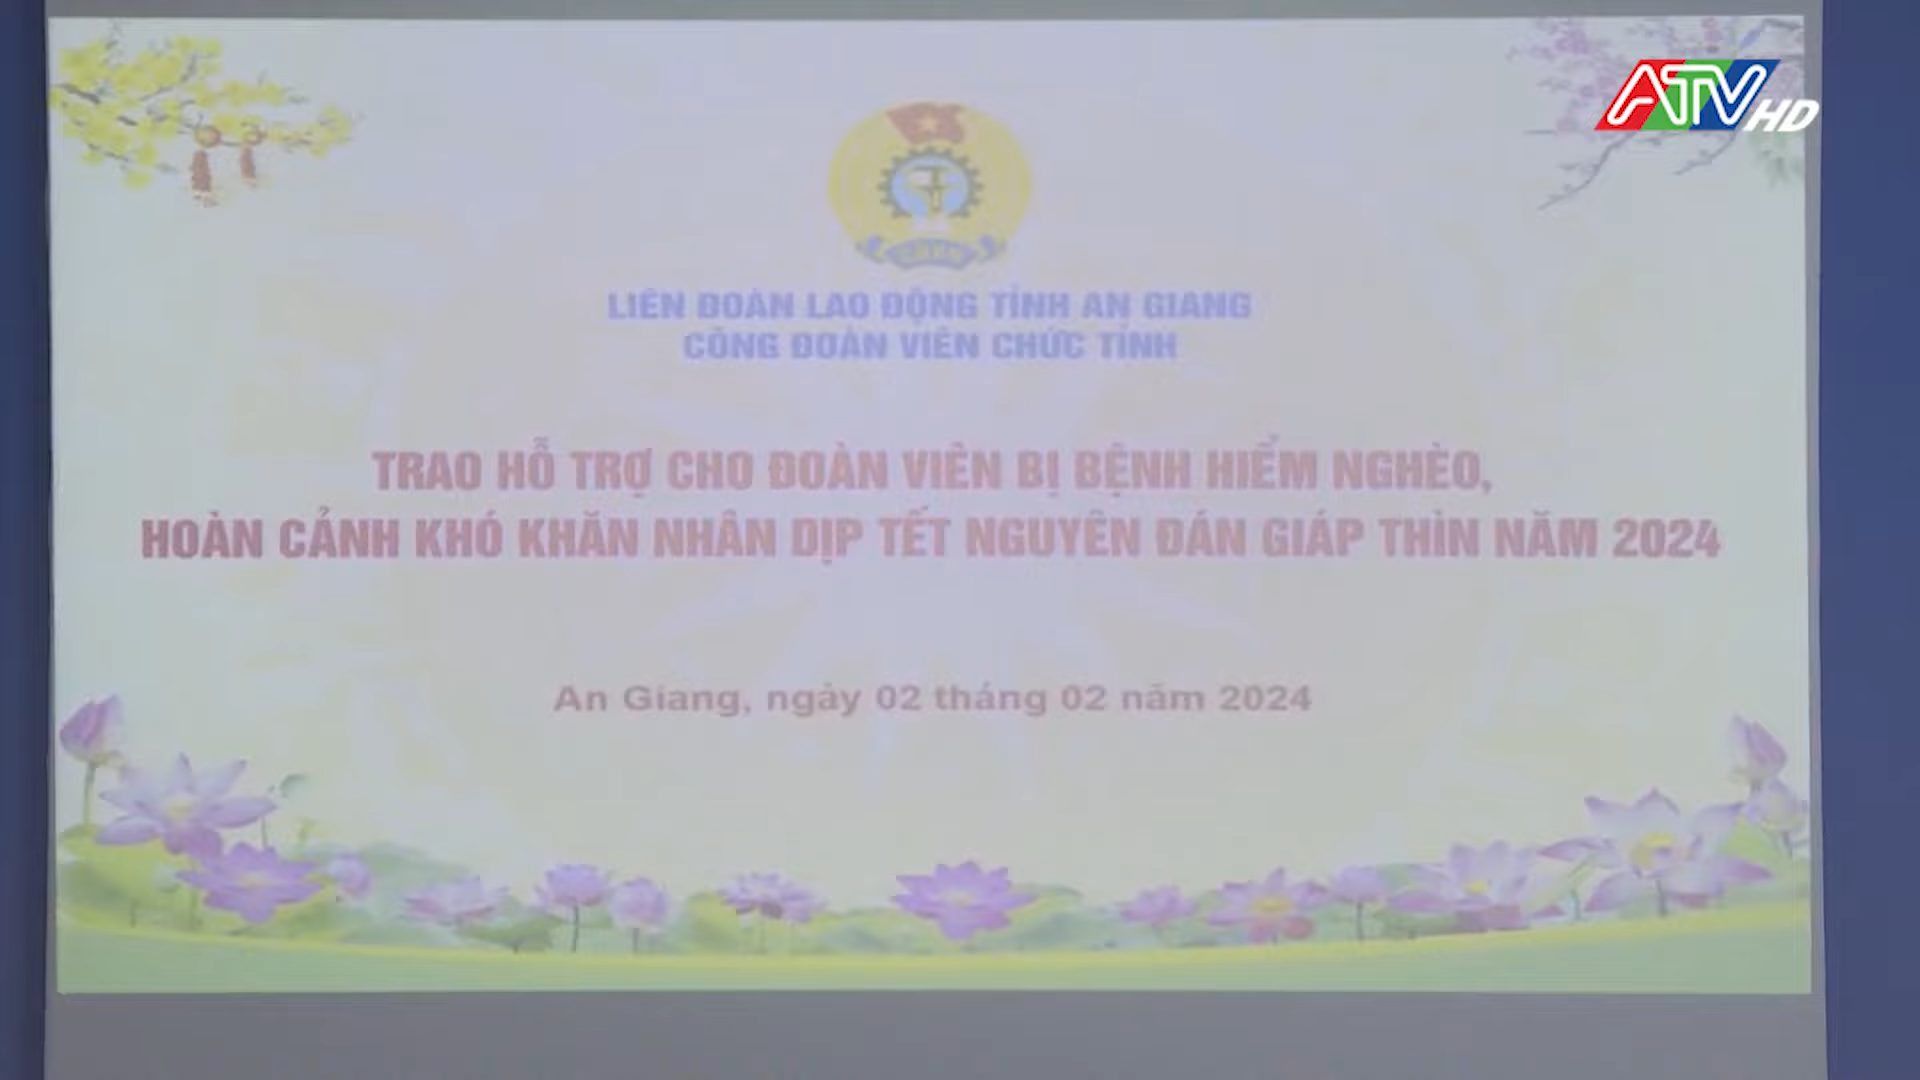 ATV HD
LIÊN ĐOÀN LAO ĐỘNG TỈNH AN GIANG
CÔNG ĐOÀN VIÊN CHỨC TỈNH
TRAO HỖ TRỢ CHO ĐOÀN VIÊN BỊ BỆNH HIỂM NGHÈO,
HOÀN CẢNH KHÓ KHĂN NHÂN DỊP TẾT NGUYÊN ĐÁN GIÁP THÌN NĂM 2024
An Giang, ngày 02 tháng 02 năm 2024